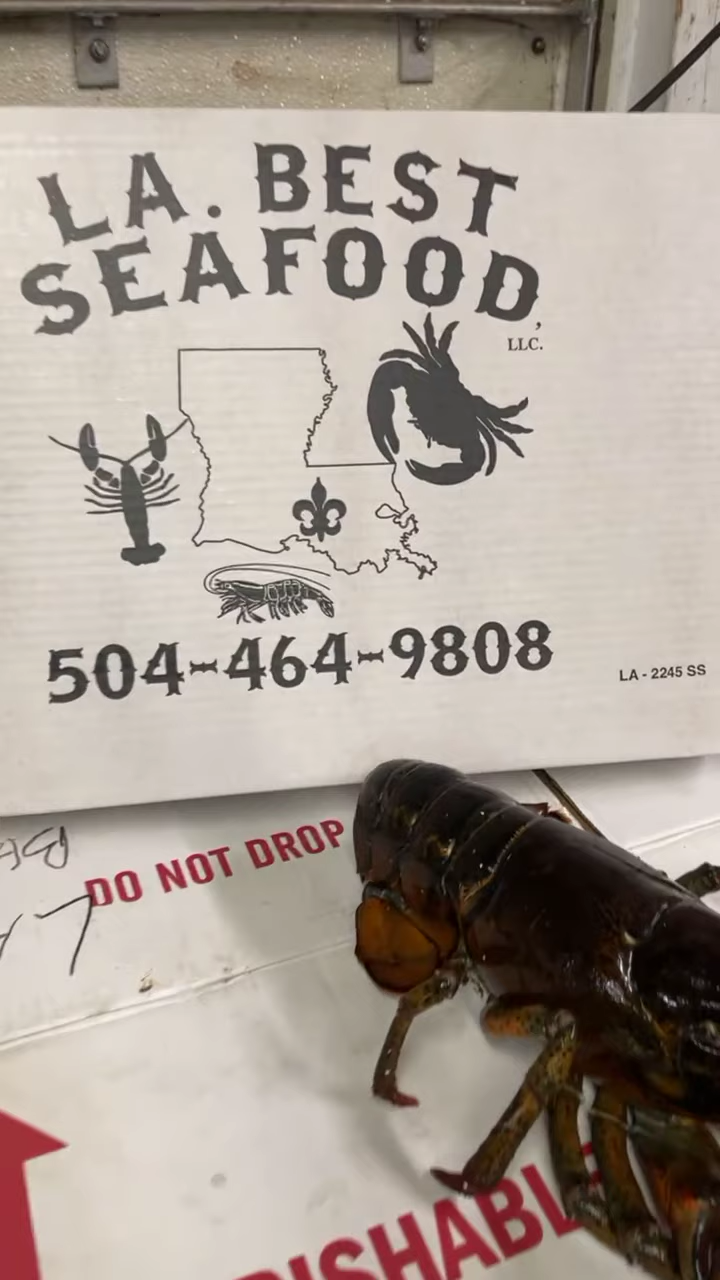 LA. BEST
SEAFOOD,
LLC.
504-464-9808
LA - 2245 SS
DO NOT DROP